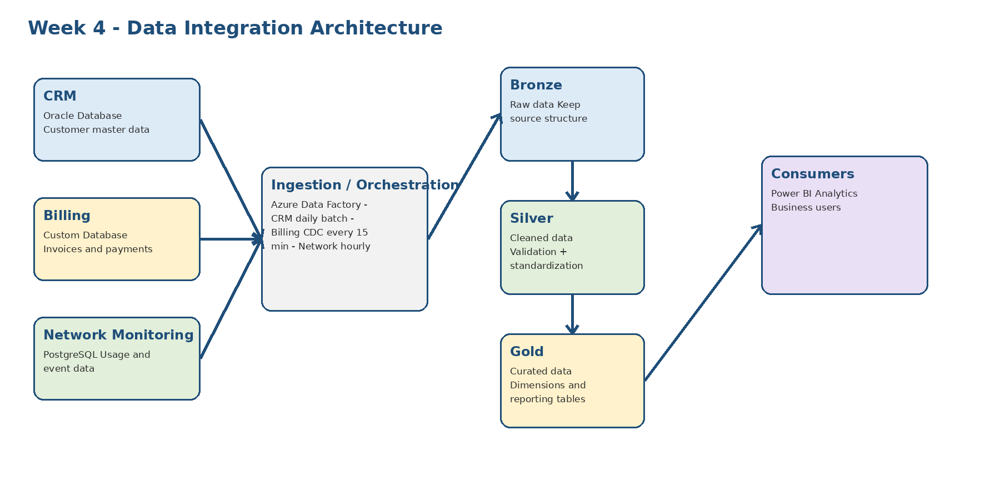 Week 4 - Data Integration Architecture
CRM
Oracle Database
Customer master data
Billing
Custom Database
Invoices and payments
Network Monitoring
PostgreSQL Usage and
event data
Ingestion / Orchestration
Azure Data Factory -
CRM daily batch -
Billing CDC every 15
min - Network hourly
Bronze
Raw data Keep
source structure
Silver
Cleaned data
Validation +
standardization
Gold
Curated data
Dimensions and
reporting tables
Consumers
Power BI Analytics
Business users